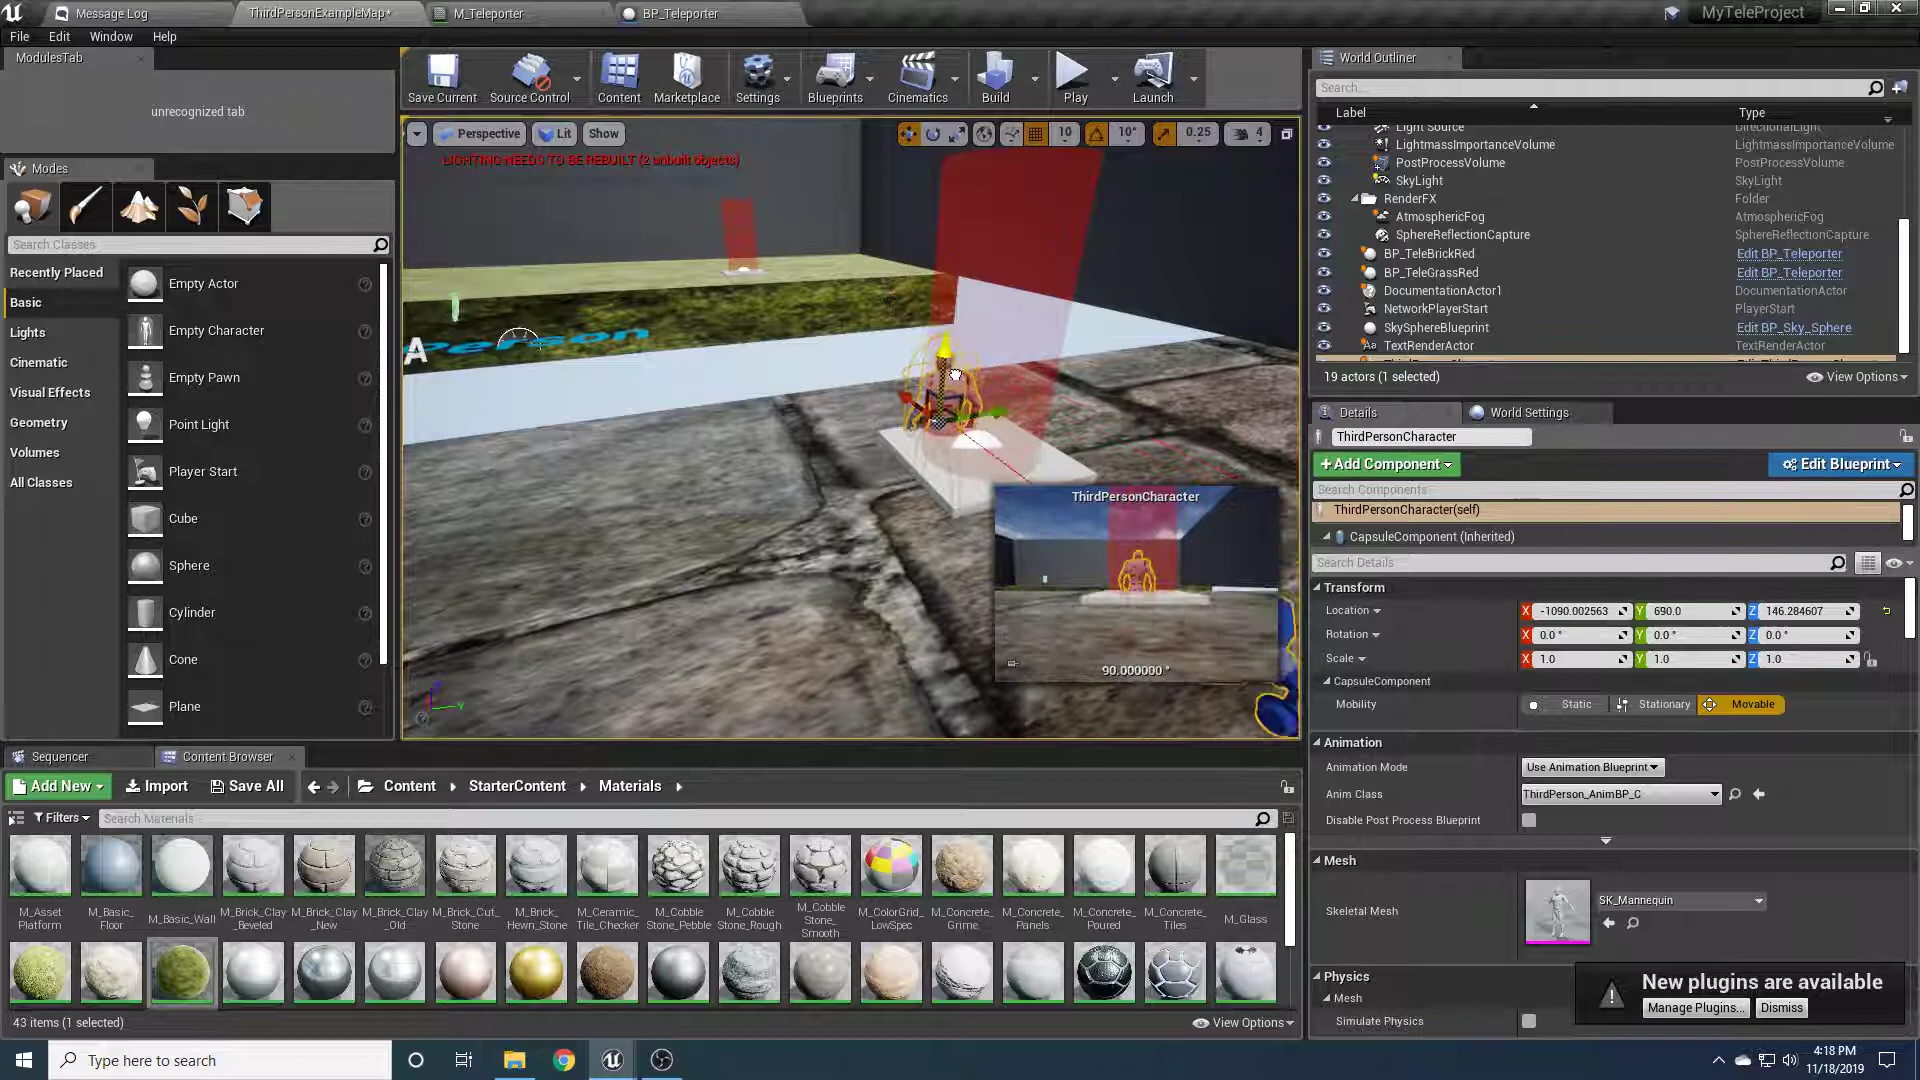 Message Log
ThirdPersonExampleMap*
M_Teleporter
BP_Teleporter
MyTeleProject
File Edit Window Help
ModulesTab
unrecognized tab
Modes
Search Classes
Recently Placed
Basic
Lights
Cinematic
Visual Effects
Geometry
Volumes
All Classes
Empty Actor
Empty Character
Empty Pawn
Point Light
Player Start
Cube
Sphere
Cylinder
Cone
Plane
Save Current
Source Control
Content
Marketplace
Settings
Blueprints
Cinematics
Build
Play
Launch
Perspective
Lit
Show
10
10°
0.25
4
LIGHTING NEEDS TO BE REBUILT (2 unbuilt objects)
Person
A
ThirdPersonCharacter
90.000000 °
World Outliner
Search...
Label Type
Light Source DirectionalLight
LightmassImportanceVolume LightmassImportanceVolume
PostProcessVolume PostProcessVolume
SkyLight SkyLight
RenderFX Folder
AtmosphericFog AtmosphericFog
SphereReflectionCapture SphereReflectionCapture
BP_TeleBrickRed Edit BP_Teleporter
BP_TeleGrassRed Edit BP_Teleporter
DocumentationActor1 DocumentationActor
NetworkPlayerStart PlayerStart
SkySphereBlueprint Edit BP_Sky_Sphere
TextRenderActor TextRenderActor
19 actors (1 selected)
View Options
Details
World Settings
ThirdPersonCharacter
+Add Component
Edit Blueprint
Search Components
ThirdPersonCharacter(self)
CapsuleComponent (Inherited)
Search Details
Transform
Location X -1090.002563 Y 690.0 Z 146.284607
Rotation X 0.0 ° Y 0.0 ° Z 0.0 °
Scale X 1.0 Y 1.0 Z 1.0
CapsuleComponent
Mobility Static Stationary Movable
Animation
Animation Mode Use Animation Blueprint
Anim Class ThirdPerson_AnimBP_C
Disable Post Process Blueprint
Mesh
Skeletal Mesh SK_Mannequin
Physics
Mesh
Simulate Physics
New plugins are available
Manage Plugins... Dismiss
Sequencer
Content Browser
Add New
Import
Save All
Content
StarterContent
Materials
Filters
Search Materials
M_Asset Platform
M_Basic_ Floor
M_Basic_Wall
M_Brick_Clay _Beveled
M_Brick_Clay _New
M_Brick_Clay _Old
M_Brick_Cut_ Stone
M_Brick_ Hewn_Stone
M_Ceramic_ Tile_Checker
M_Cobble Stone_Pebble
M_Cobble Stone_Rough
M_Cobble Stone_ Smooth
M_ColorGrid_ LowSpec
M_Concrete_ Grime
M_Concrete_ Panels
M_Concrete_ Poured
M_Concrete_ Tiles
M_Glass
43 items (1 selected)
View Options
Type here to search
4:18 PM
11/18/2019